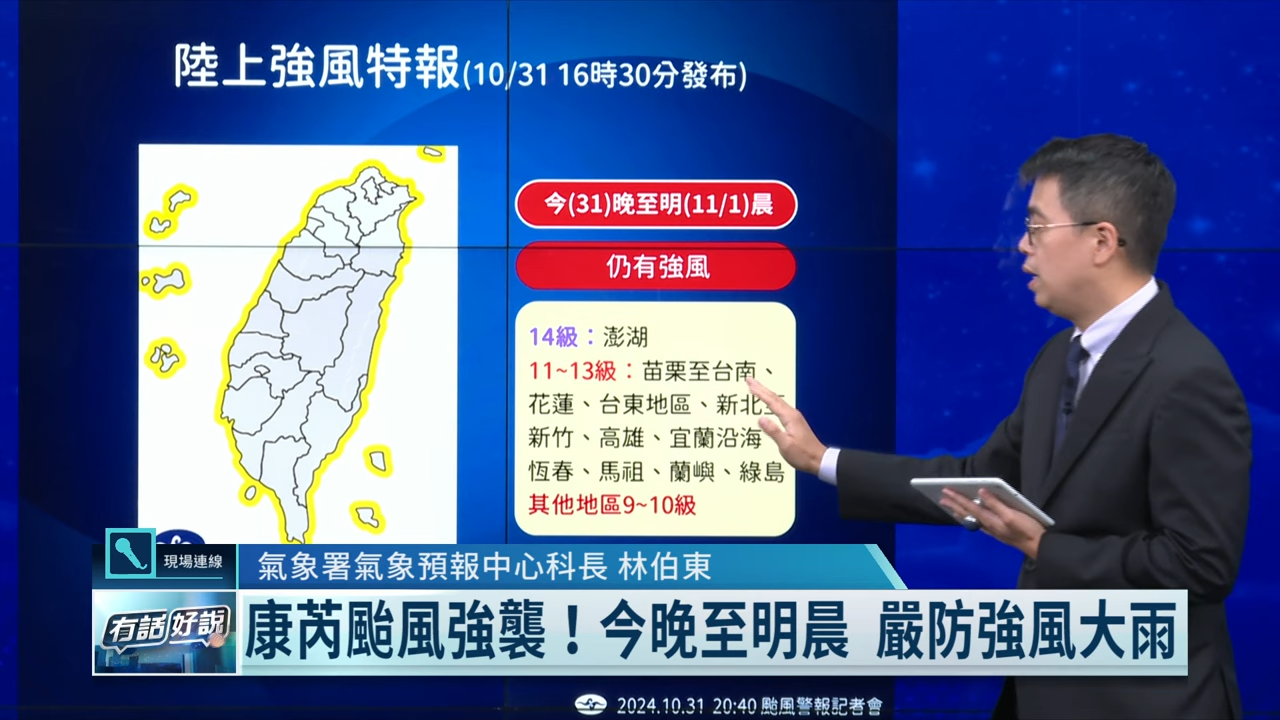 陸上強風特報(10/31 16時30分發布)
今(31)晚至明(11/1)晨
仍有強風
14級：澎湖
11~13級：苗栗至台南、
花蓮、台東地區、新北至
新竹、高雄、宜蘭沿海
恆春、馬祖、蘭嶼、綠島
其他地區9~10級
現場連線
氣象署氣象預報中心科長 林伯東
有話好說
康芮颱風強襲！今晚至明晨 嚴防強風大雨
2024.10.31 20:40 颱風警報記者會